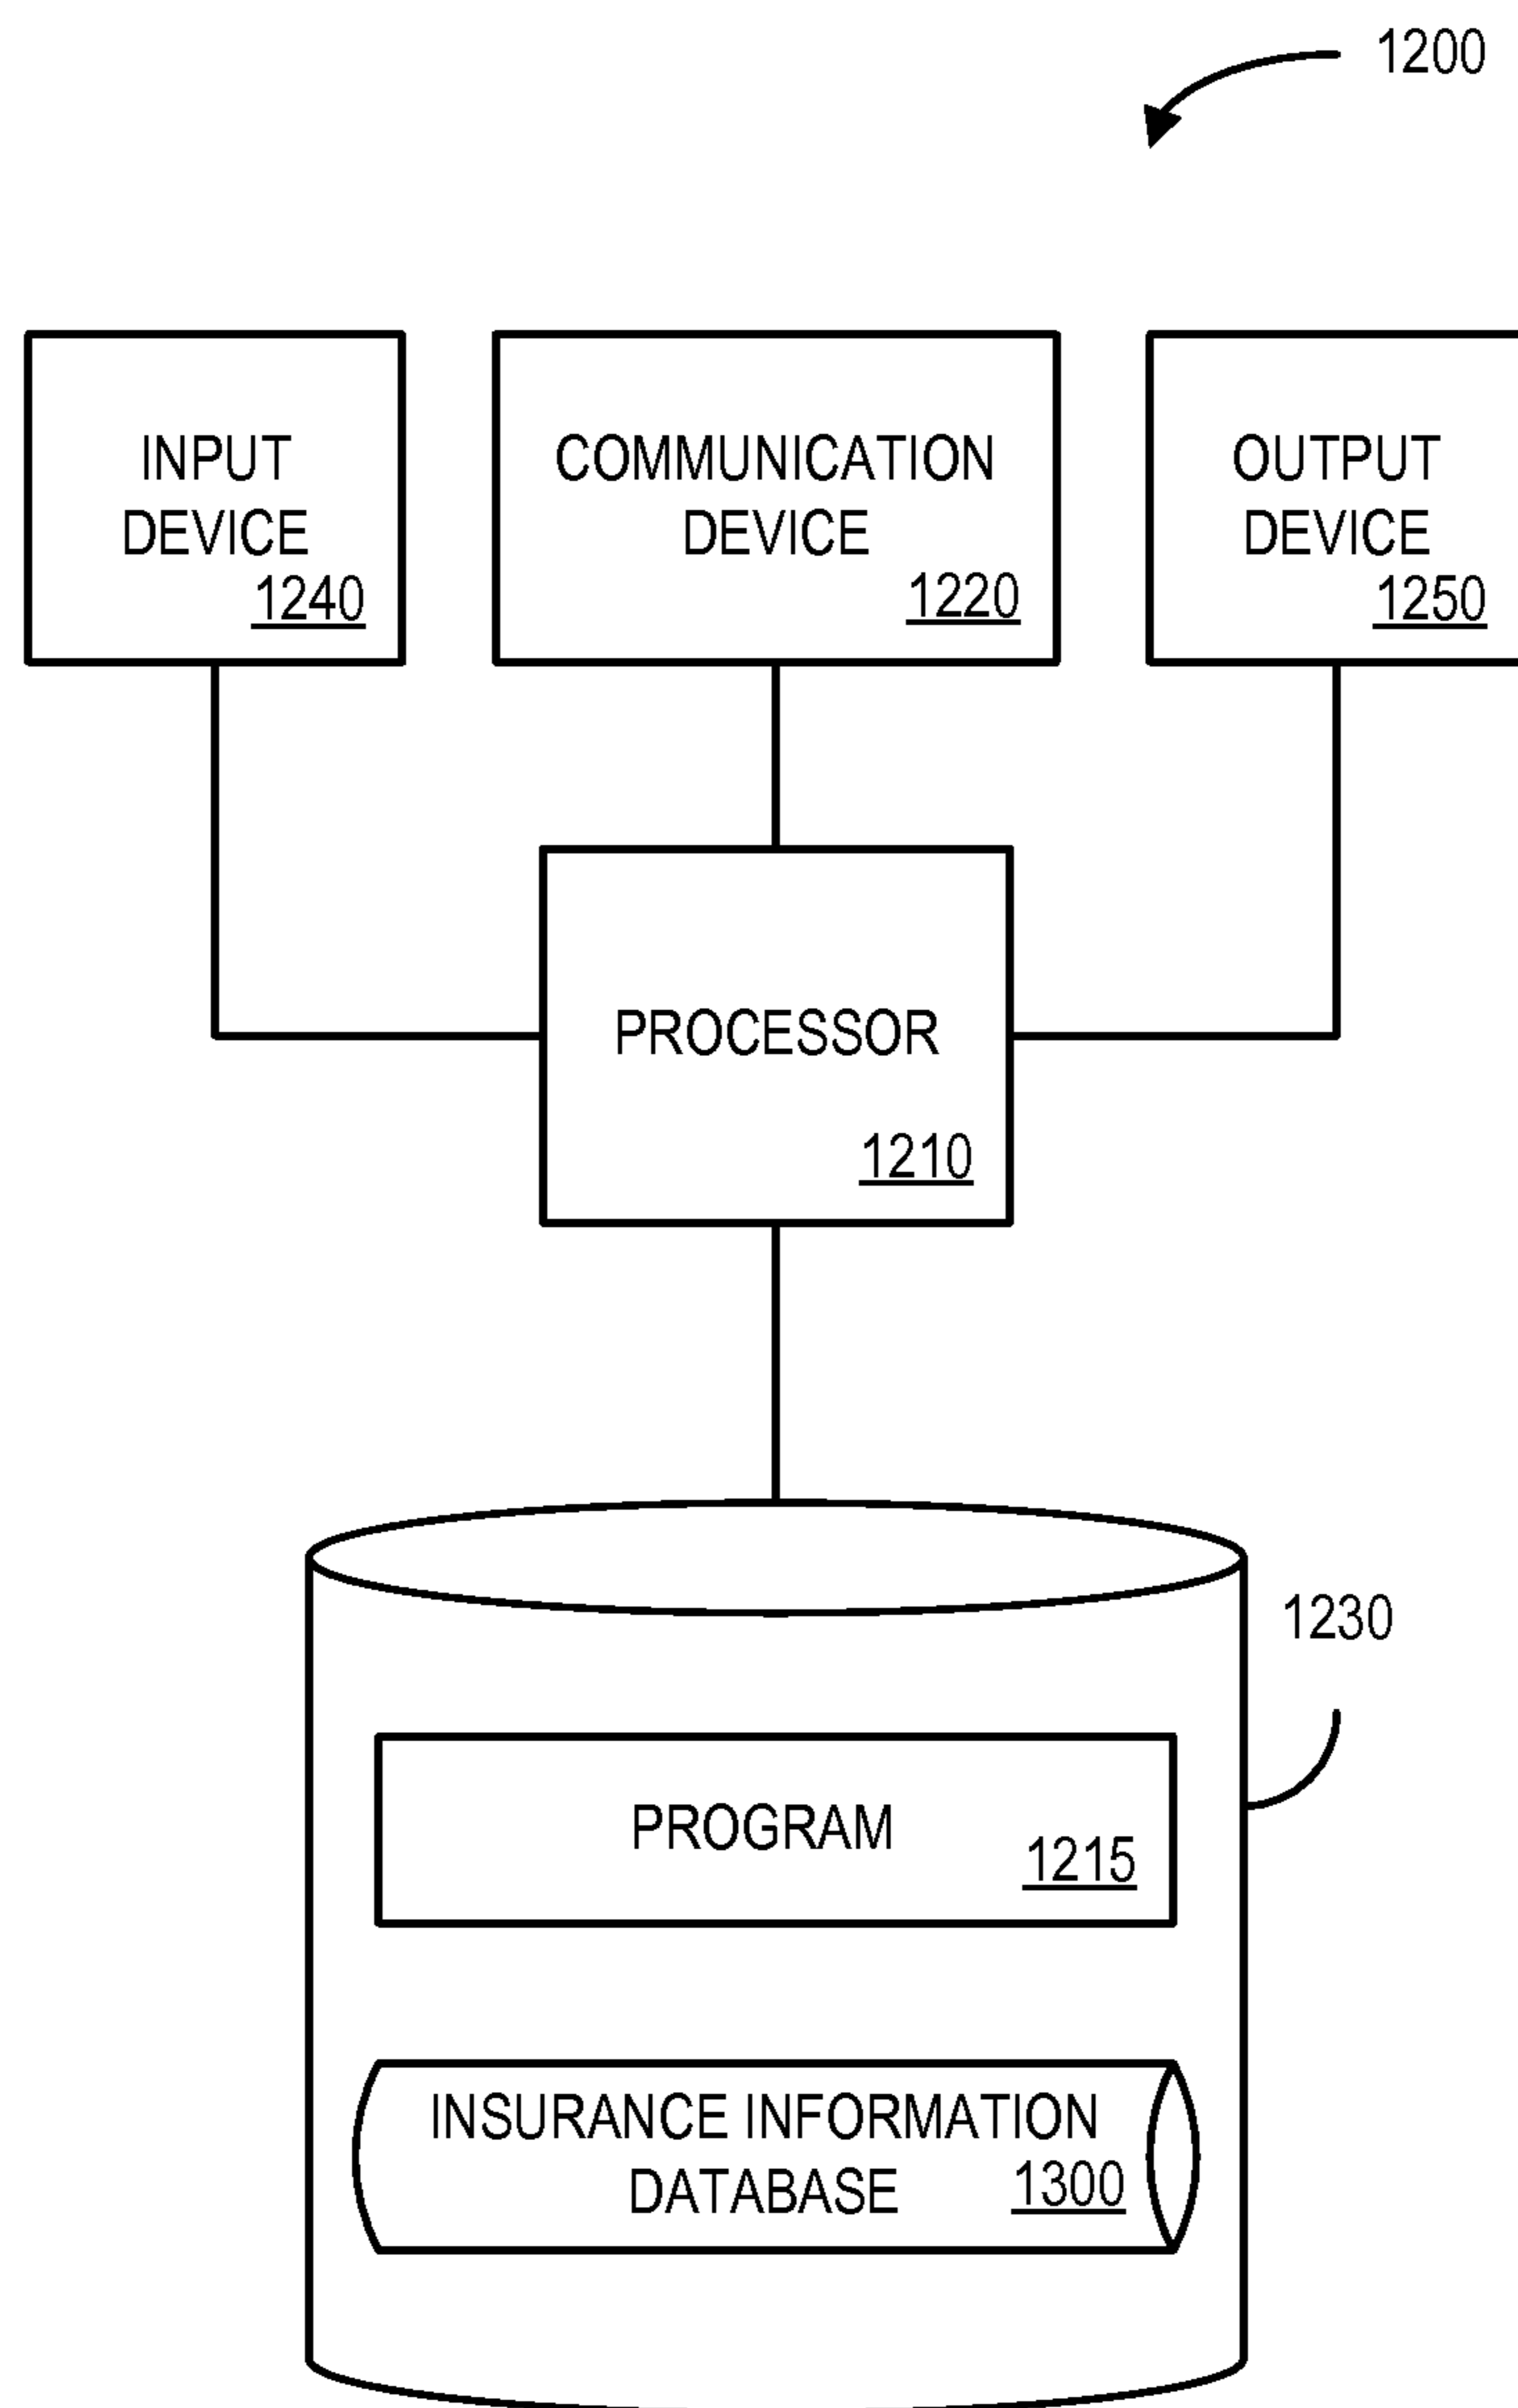 1200
INPUT
DEVICE
1240
COMMUNICATION
DEVICE
1220
OUTPUT
DEVICE
1250
PROCESSOR
1210
1230
PROGRAM
1215
INSURANCE INFORMATION
DATABASE
1300